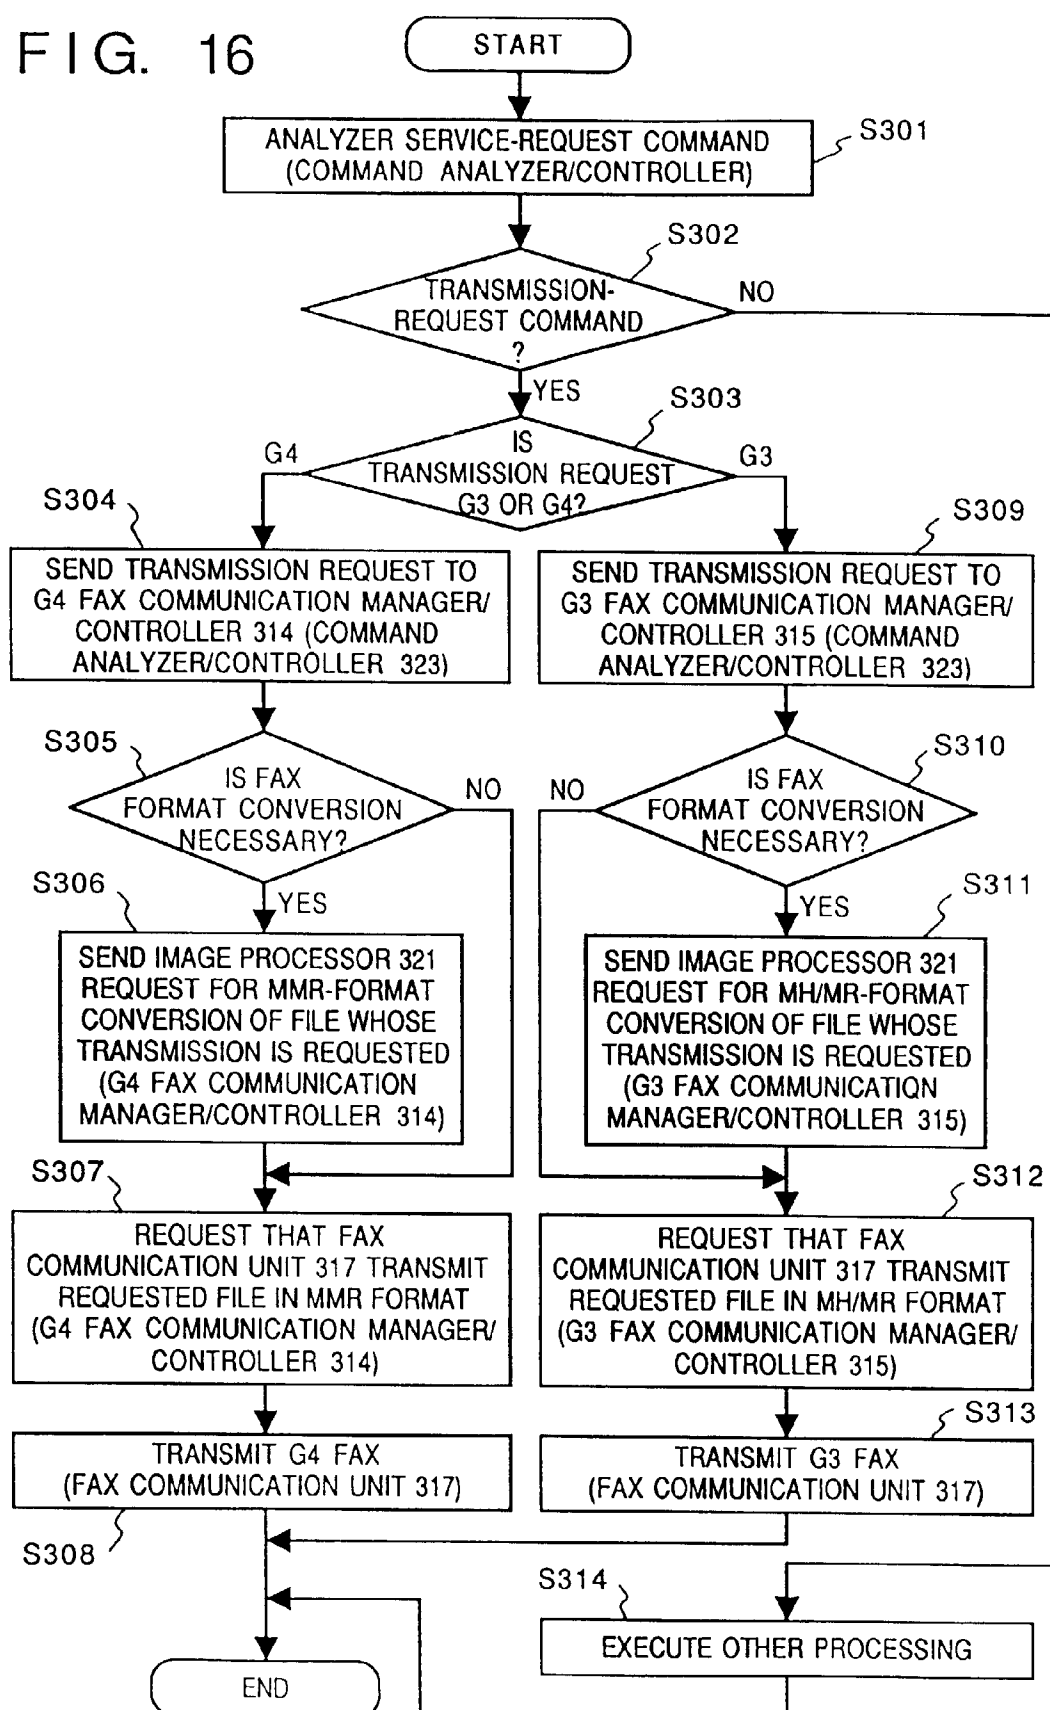 FIG. 16
START
ANALYZER SERVICE-REQUEST COMMAND
(COMMAND ANALYZER/CONTROLLER)
S301
S302
TRANSMISSION-
REQUEST COMMAND
?
NO
YES
S303
IS
TRANSMISSION REQUEST
G3 OR G4?
G4
G3
S304
SEND TRANSMISSION REQUEST TO
G4 FAX COMMUNICATION MANAGER/
CONTROLLER 314 (COMMAND
ANALYZER/CONTROLLER 323)
S309
SEND TRANSMISSION REQUEST TO
G3 FAX COMMUNICATION MANAGER/
CONTROLLER 315 (COMMAND
ANALYZER/CONTROLLER 323)
S305
IS FAX
FORMAT CONVERSION
NECESSARY?
NO
YES
S310
IS FAX
FORMAT CONVERSION
NECESSARY?
NO
YES
S306
SEND IMAGE PROCESSOR 321
REQUEST FOR MMR-FORMAT
CONVERSION OF FILE WHOSE
TRANSMISSION IS REQUESTED
(G4 FAX COMMUNICATION
MANAGER/CONTROLLER 314)
S311
SEND IMAGE PROCESSOR 321
REQUEST FOR MH/MR-FORMAT
CONVERSION OF FILE WHOSE
TRANSMISSION IS REQUESTED
(G3 FAX COMMUNICATION
MANAGER/CONTROLLER 315)
S307
REQUEST THAT FAX
COMMUNICATION UNIT 317 TRANSMIT
REQUESTED FILE IN MMR FORMAT
(G4 FAX COMMUNICATION MANAGER/
CONTROLLER 314)
S312
REQUEST THAT FAX
COMMUNICATION UNIT 317 TRANSMIT
REQUESTED FILE IN MH/MR FORMAT
(G3 FAX COMMUNICATION MANAGER/
CONTROLLER 315)
TRANSMIT G4 FAX
(FAX COMMUNICATION UNIT 317)
S308
S313
TRANSMIT G3 FAX
(FAX COMMUNICATION UNIT 317)
S314
EXECUTE OTHER PROCESSING
END